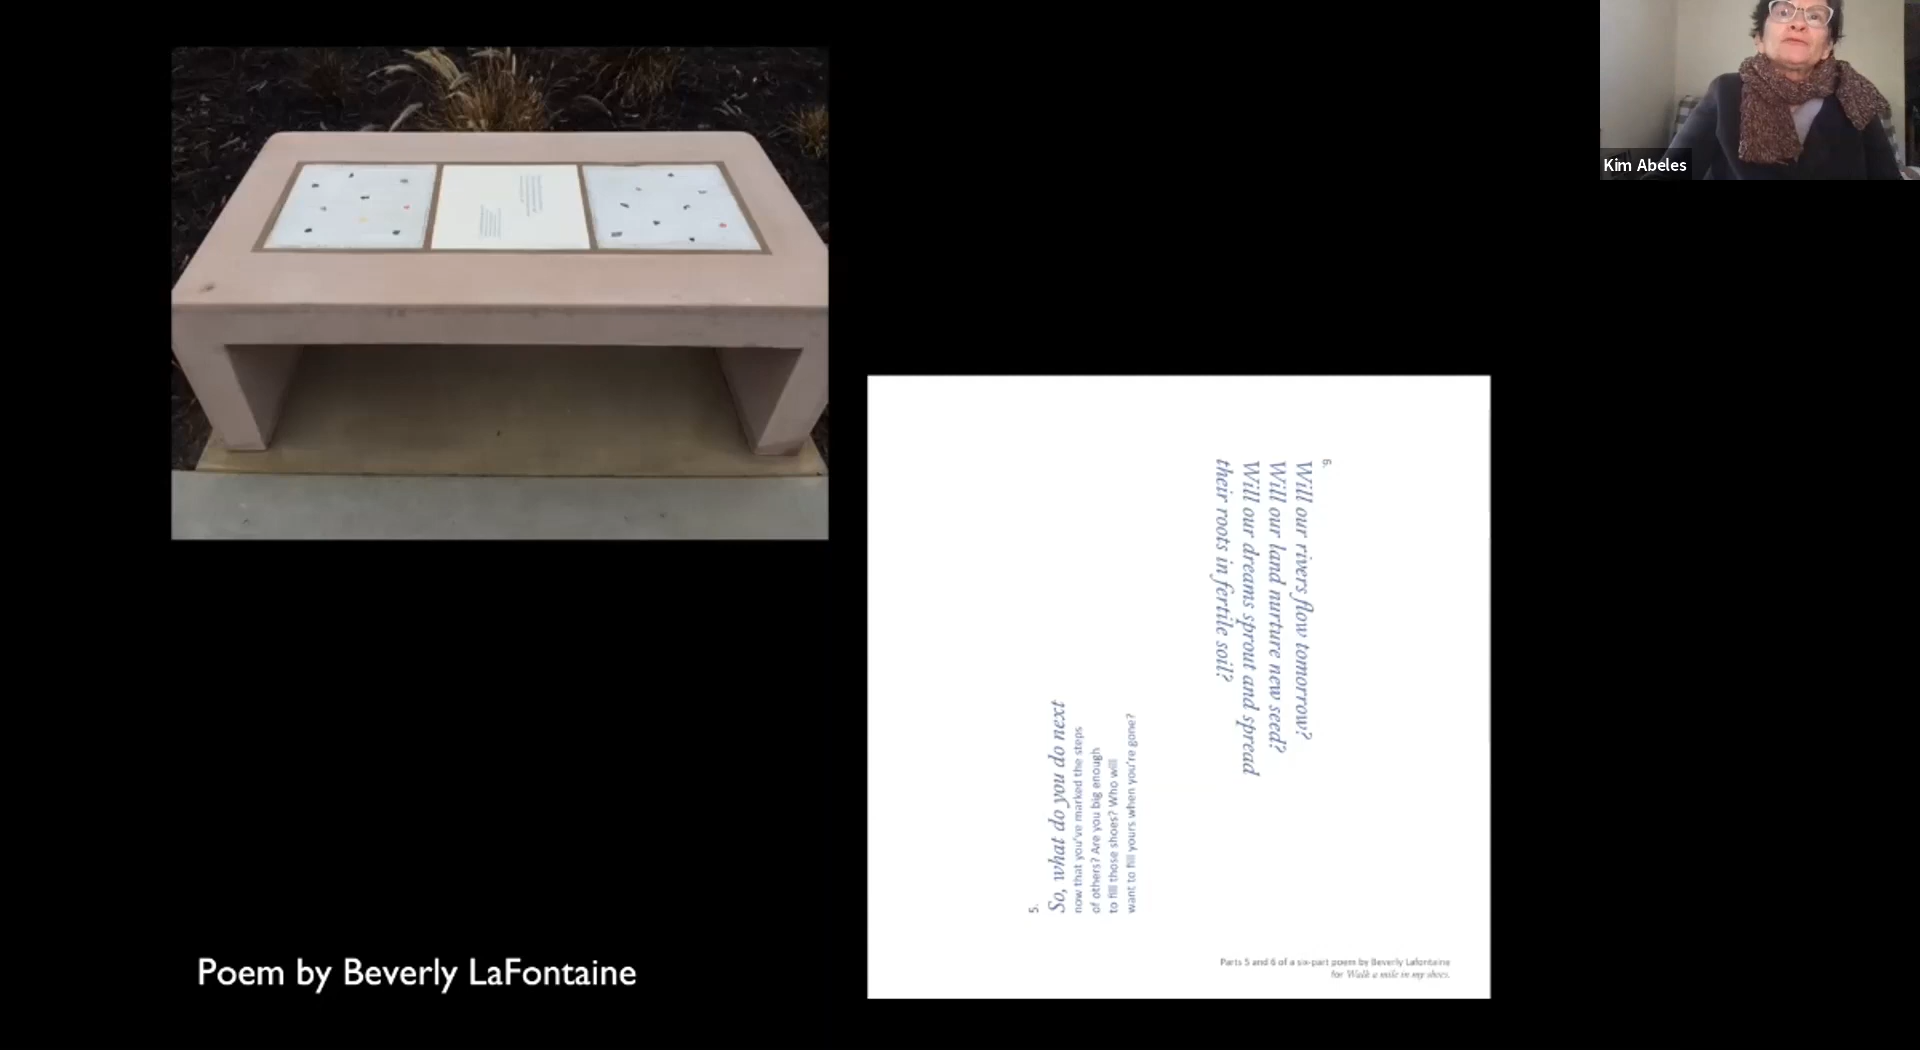 Kim Abeles
5.
So, what do you do next
now that you've marked the steps
of others? Are you big enough
to fill those shoes? Who will
want to fill yours when you're gone?
6.
Will our rivers flow tomorrow?
Will our land nurture new seed?
Will our dreams sprout and spread
their roots in fertile soil?
Parts 5 and 6 of a six-part poem by Beverly Lafontaine
for Walk a mile in my shoes.
Poem by Beverly LaFontaine